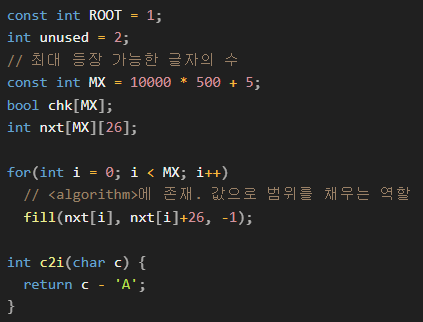 const int ROOT = 1;
int unused = 2;
// 최대 등장 가능한 글자의 수
const int MX = 10000 * 500 + 5;
bool chk[MX];
int nxt[MX][26];
for(int i = 0; i < MX; i++)
// <algorithm>에 존재. 값으로 범위를 채우는 역할
fill(nxt[i], nxt[i]+26, -1);
int c2i(char c) {
return c - 'A';
}